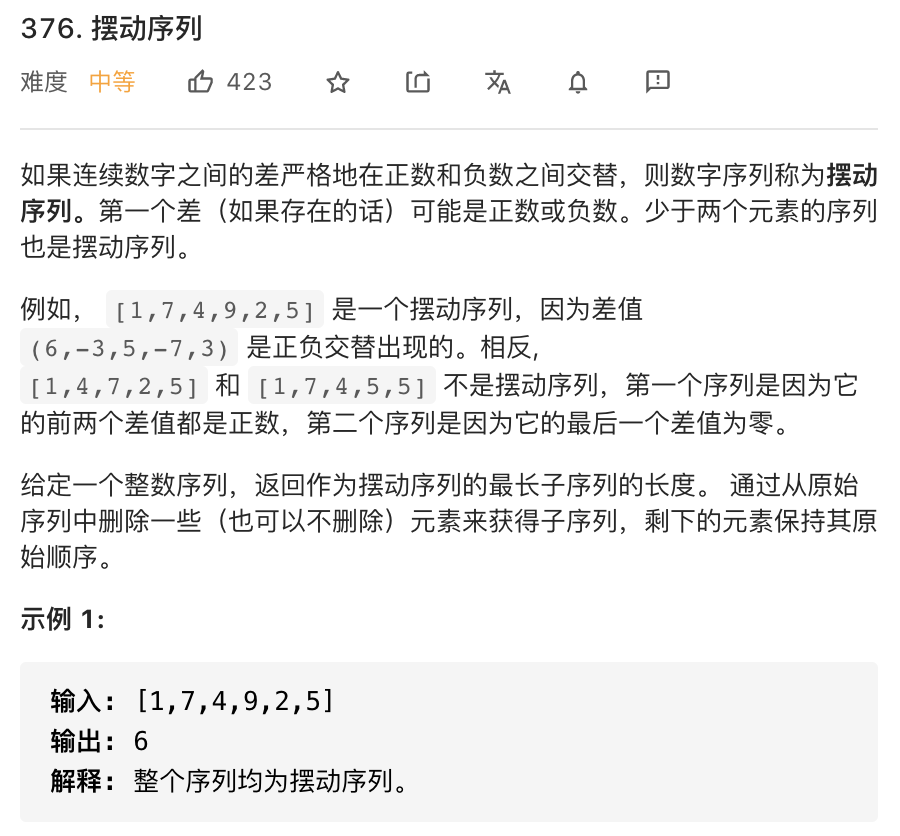 376. 摆动序列
难度 中等 423
如果连续数字之间的差严格地在正数和负数之间交替，则数字序列称为摆动
序列。第一个差（如果存在的话）可能是正数或负数。少于两个元素的序列
也是摆动序列。
例如， [1,7,4,9,2,5] 是一个摆动序列，因为差值
(6,-3,5,-7,3) 是正负交替出现的。相反,
[1,4,7,2,5] 和 [1,7,4,5,5] 不是摆动序列，第一个序列是因为它
的前两个差值都是正数，第二个序列是因为它的最后一个差值为零。
给定一个整数序列，返回作为摆动序列的最长子序列的长度。 通过从原始
序列中删除一些（也可以不删除）元素来获得子序列，剩下的元素保持其原
始顺序。
示例 1:
输入: [1,7,4,9,2,5]
输出: 6
解释: 整个序列均为摆动序列。